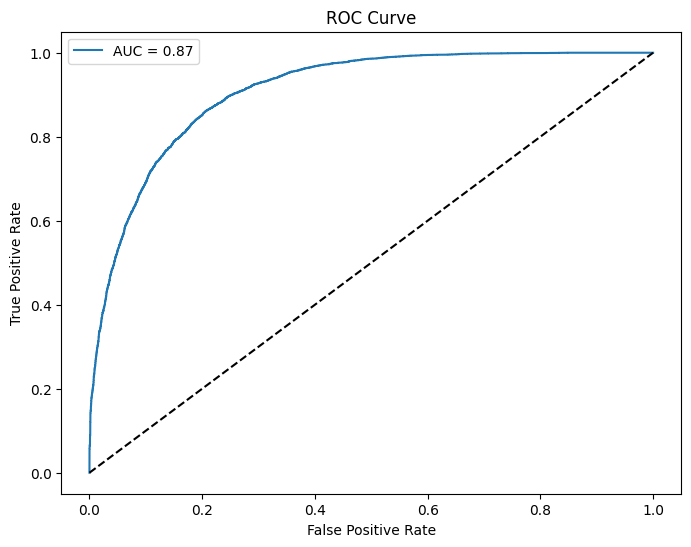 ROC Curve
AUC = 0.87
1.0
0.8
0.6
0.4
0.2
0.0
True Positive Rate
0.0 0.2 0.4 0.6 0.8 1.0
False Positive Rate